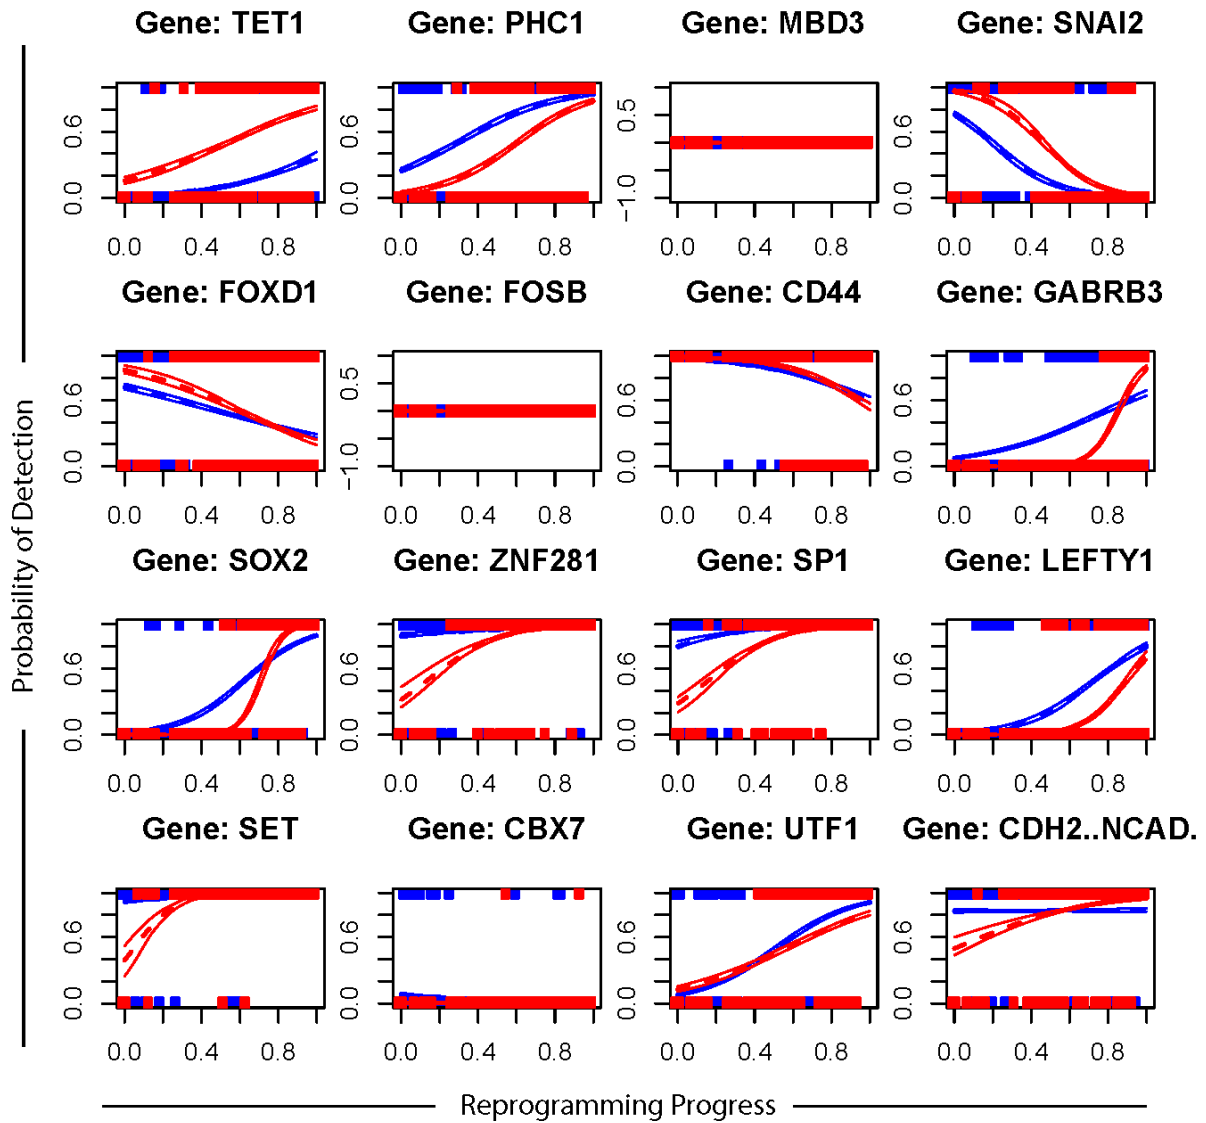 Gene: TET1 Gene: PHC1 Gene: MBD3 Gene: SNAI2
0.6 0.6 0.5 0.6
0.0 0.0 −1.0 0.0
0.0 0.4 0.8 0.0 0.4 0.8 0.0 0.4 0.8 0.0 0.4 0.8
Gene: FOXD1 Gene: FOSB Gene: CD44 Gene: GABRB3
0.6 0.5 0.6 0.6
0.0 −1.0 0.0 0.0
0.0 0.4 0.8 0.0 0.4 0.8 0.0 0.4 0.8 0.0 0.4 0.8
Gene: SOX2 Gene: ZNF281 Gene: SP1 Gene: LEFTY1
0.6 0.6 0.6 0.6
0.0 0.0 0.0 0.0
0.0 0.4 0.8 0.0 0.4 0.8 0.0 0.4 0.8 0.0 0.4 0.8
Gene: SET Gene: CBX7 Gene: UTF1 Gene: CDH2..NCAD.
0.6 0.6 0.6 0.6
0.0 0.0 0.0 0.0
0.0 0.4 0.8 0.0 0.4 0.8 0.0 0.4 0.8 0.0 0.4 0.8
Probability of Detection
Reprogramming Progress